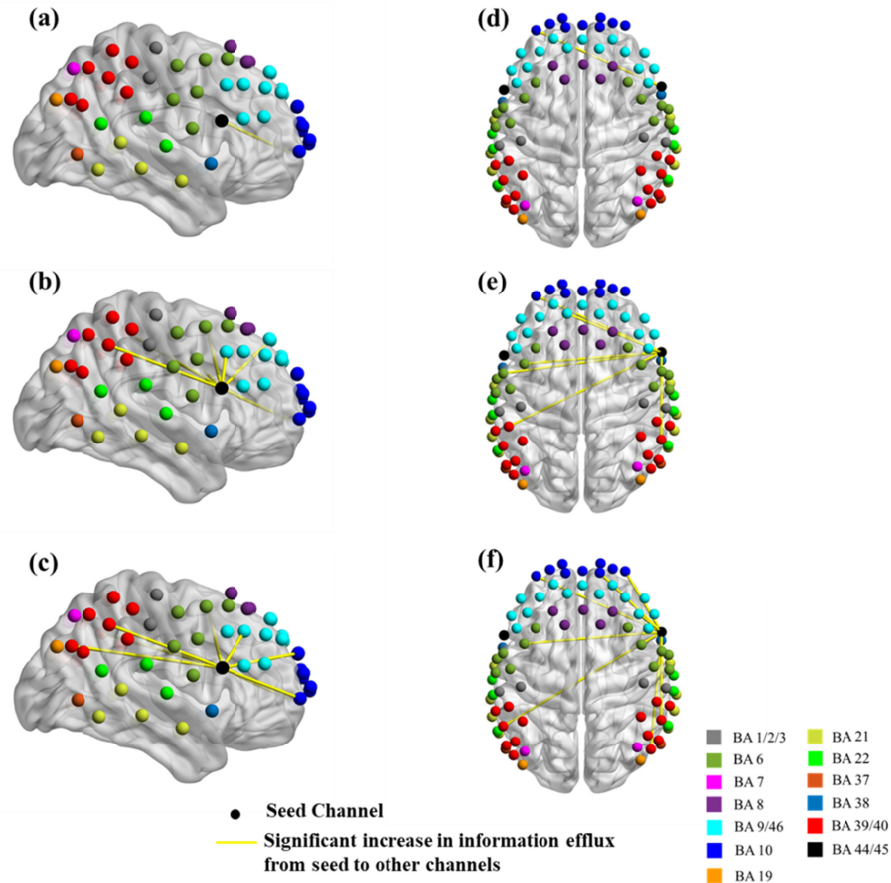 (a)
(d)
(b)
(e)
(c)
(f)
Seed Channel
Significant increase in information efflux
from seed to other channels
BA 1/2/3
BA 6
BA 7
BA 8
BA 9/46
BA 10
BA 19
BA 21
BA 22
BA 37
BA 38
BA 39/40
BA 44/45